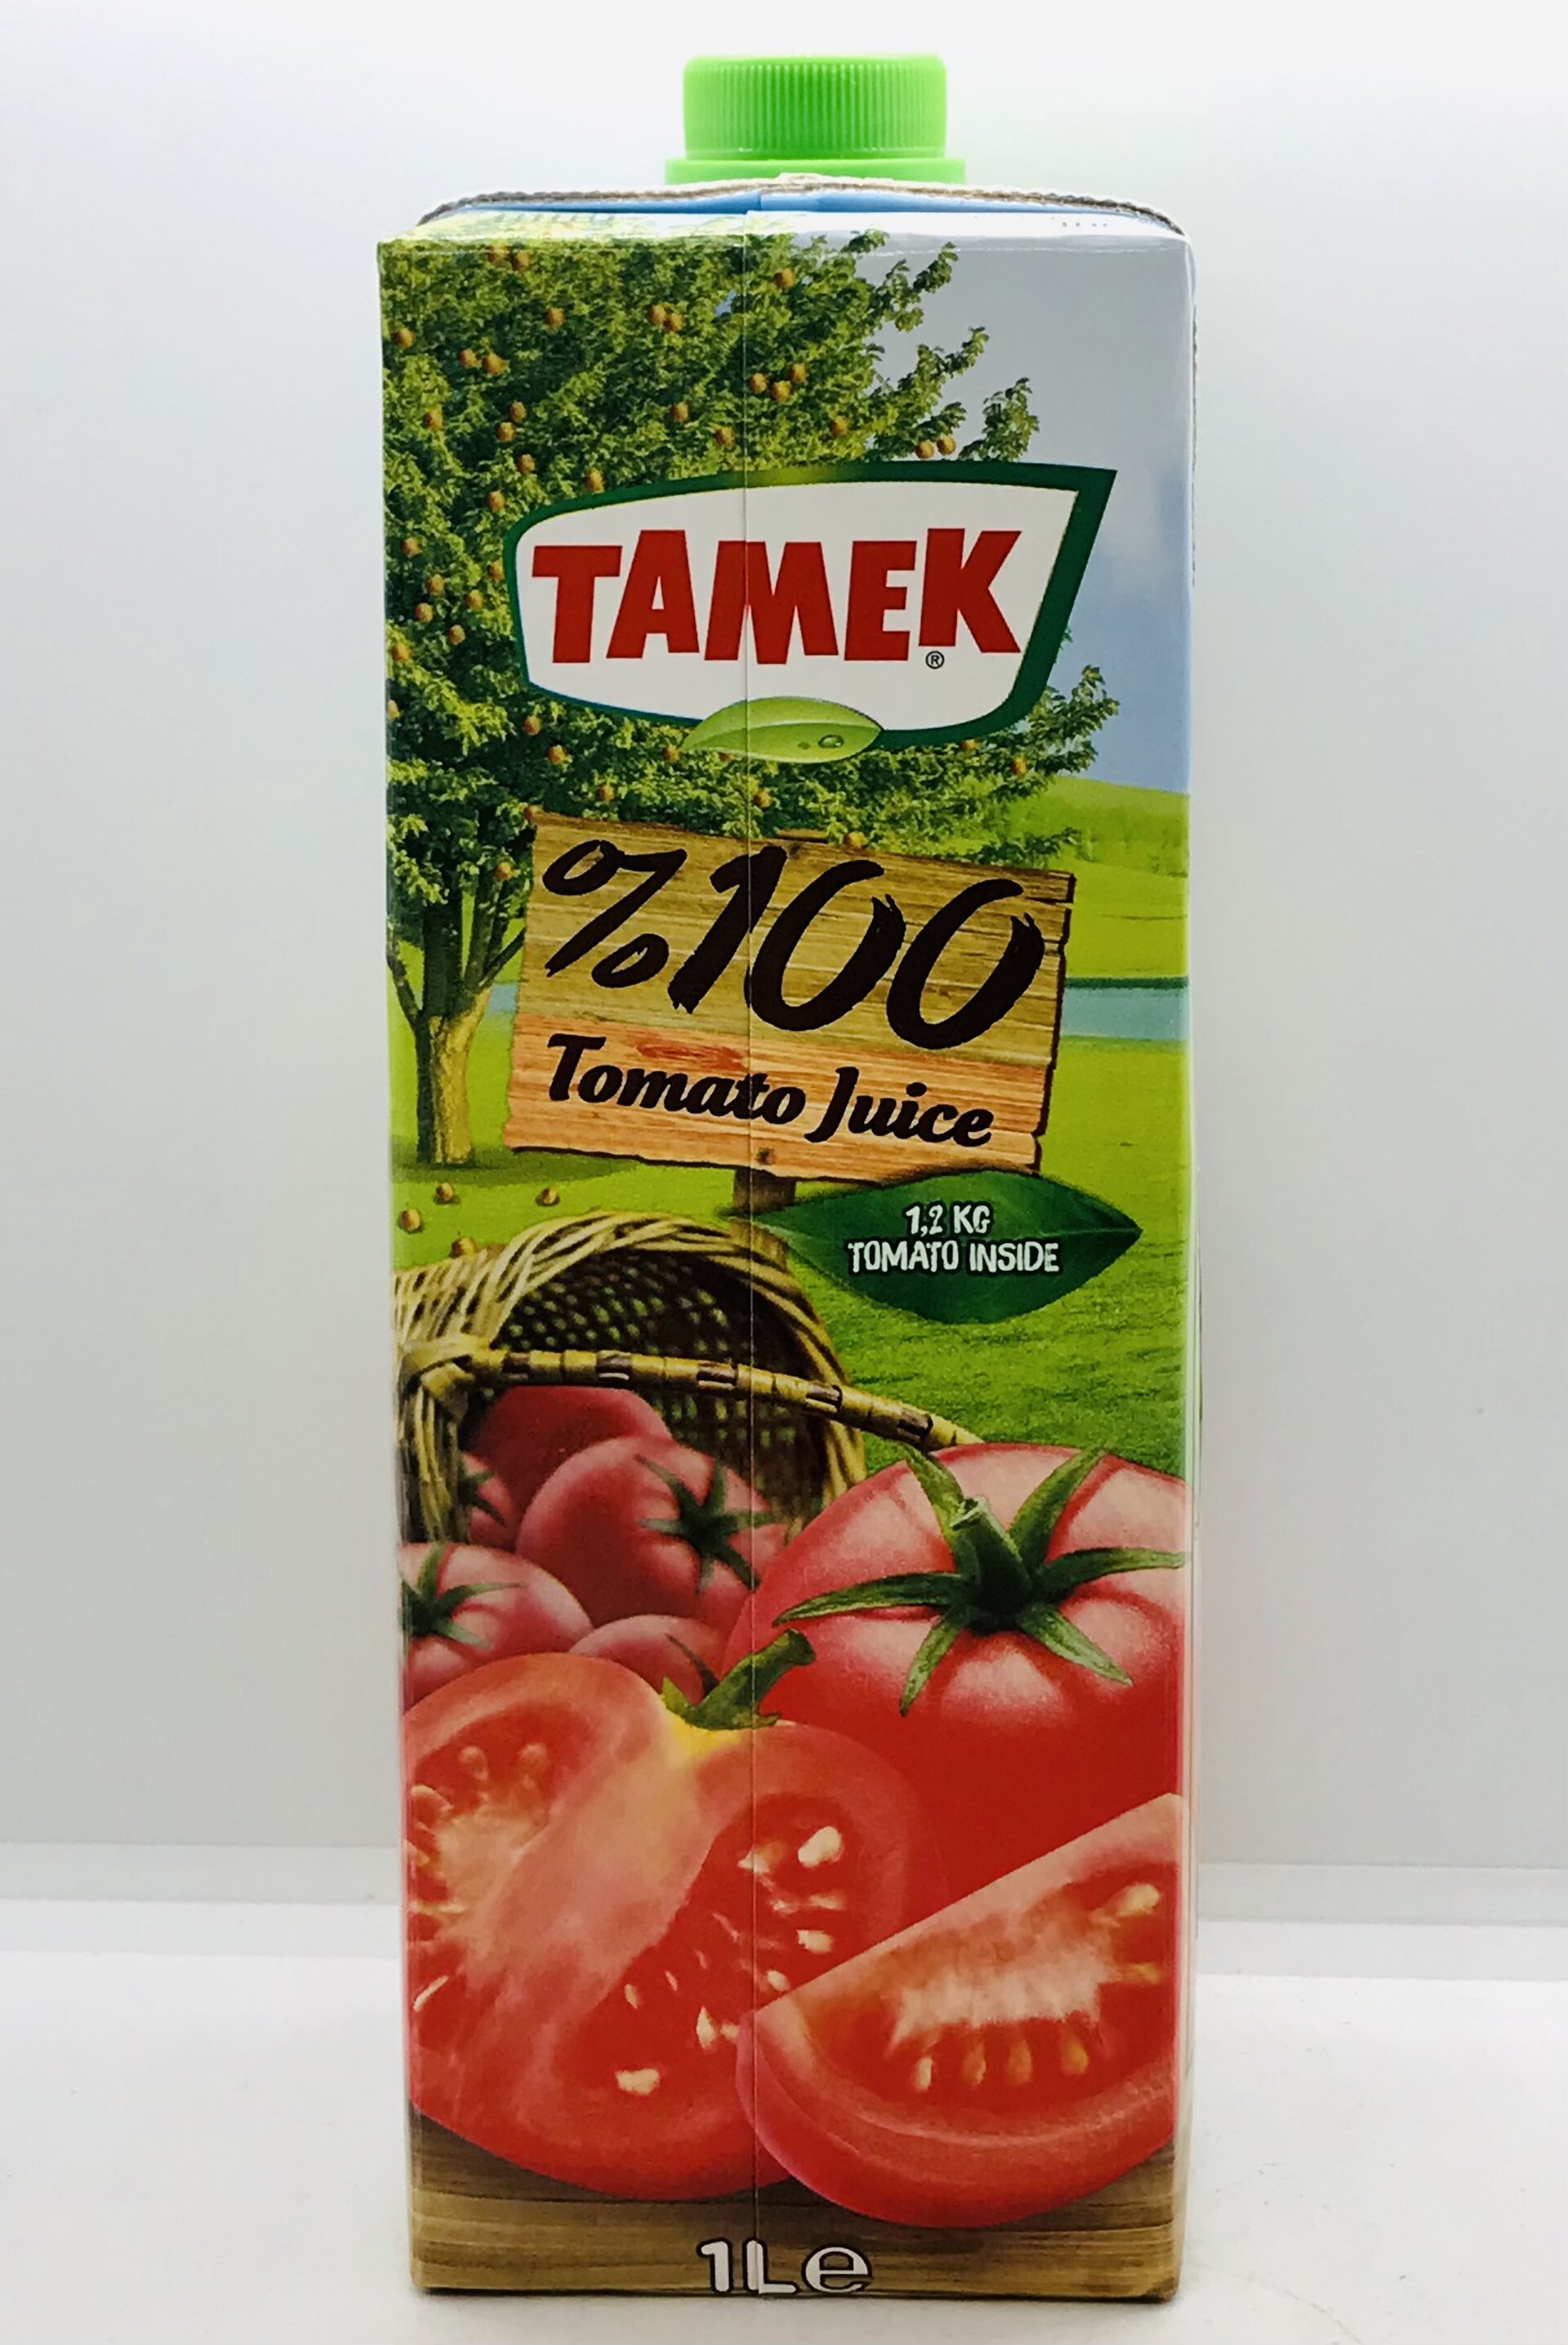 TAMEK
®
%100
Tomato Juice
1,2 KG
TOMATO INSIDE
1Le